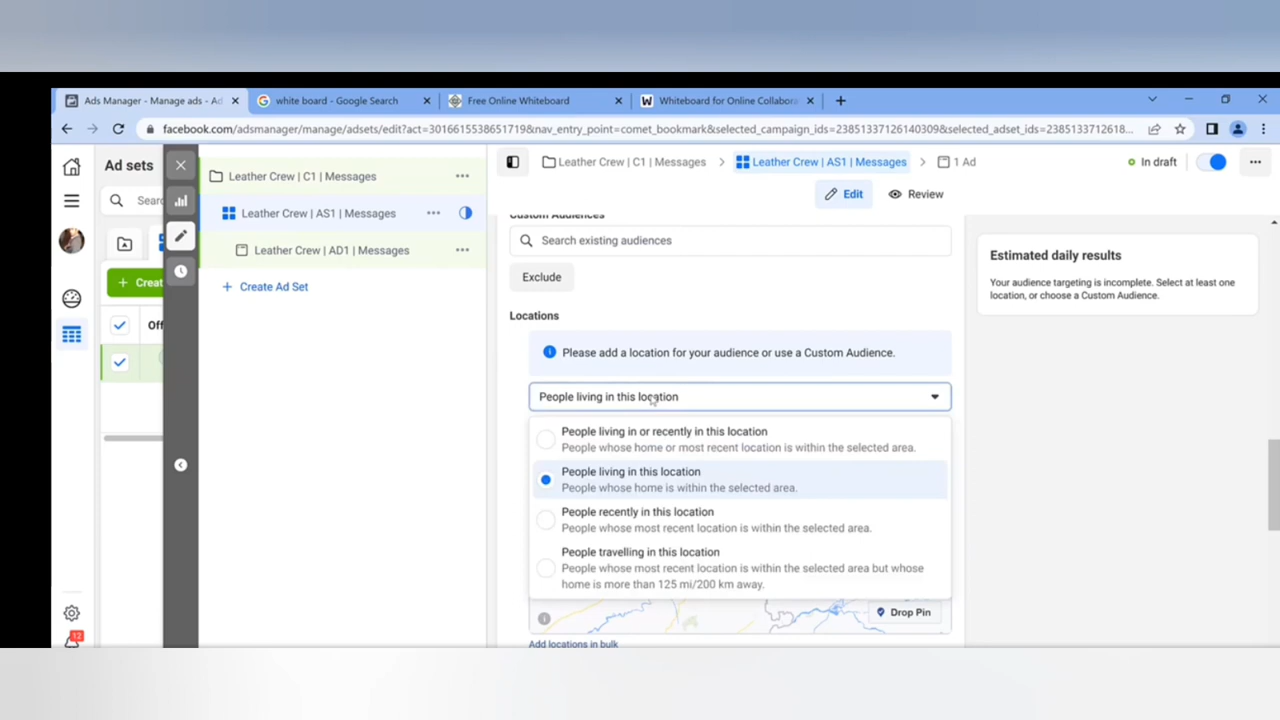 Ads Manager - Manage ads - Ad
white board - Google Search
Free Online Whiteboard
Whiteboard for Online Collabora
facebook.com/adsmanager/manage/adsets/edit?act=3016615538651719&nav_entry_point=comet_bookmark&selected_campaign_ids=23851337126140309&selected_adset_ids=2385133712618...
Ad sets
Leather Crew | C1 | Messages
Leather Crew | AS1 | Messages
1 Ad
In draft
Leather Crew | C1 | Messages
Sear
Edit
Review
Leather Crew | AS1 | Messages
Custom Audiences
Search existing audiences
Leather Crew | AD1 | Messages
Estimated daily results
Your audience targeting is incomplete. Select at least one
location, or choose a Custom Audience.
Exclude
+ Creat
+ Create Ad Set
Locations
Off
Please add a location for your audience or use a Custom Audience.
People living in this location
People living in or recently in this location
People whose home or most recent location is within the selected area.
People living in this location
People whose home is within the selected area.
People recently in this location
People whose most recent location is within the selected area.
People travelling in this location
People whose most recent location is within the selected area but whose
home is more than 125 mi/200 km away.
Drop Pin
12
Add locations in bulk